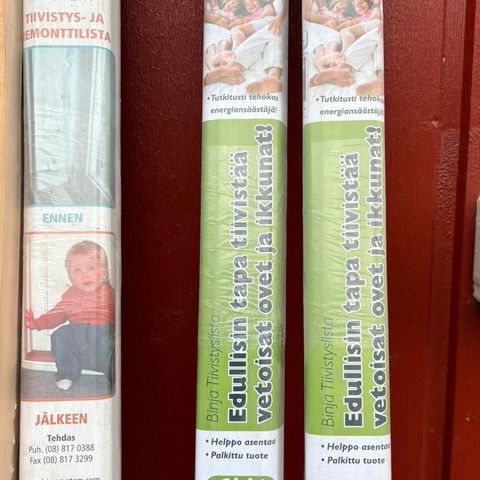 TIIVISTYS- JA
REMONTTILISTA
ENNEN
JÄLKEEN
Tehdas
Puh. (08) 817 0388
Fax (08) 817 3299
• Tutkitusti tehokas
energiansäästäjä!
Binja Tiivistyslista
Edullisin tapa tiivistää
vetoisat ovet ja ikkunat!
• Helppo asentaa
• Palkittu tuote
• Tutkitusti tehokas
energiansäästäjä!
Binja Tiivistyslista
Edullisin tapa tiivistää
vetoisat ovet ja ikkunat!
• Helppo asentaa
• Palkittu tuote